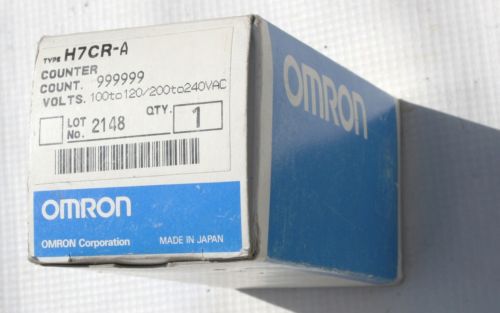 TYPE H7CR-A
COUNTER
COUNT. 999999
VOLTS. 100to120/200to240VAC
LOT No. 2148 QTY. 1
OMRON
OMRON Corporation MADE IN JAPAN
OMRON